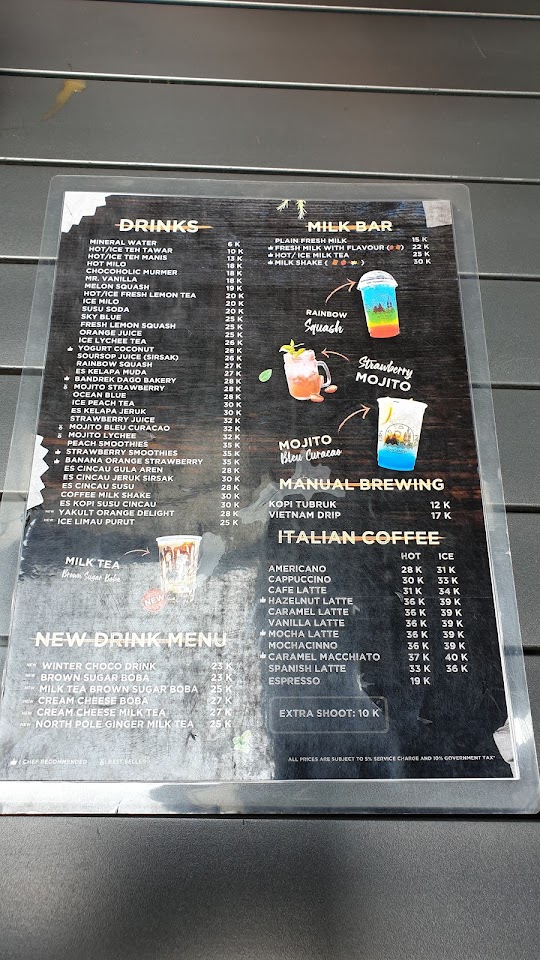 DRINKS
MINERAL WATER 6 K
HOT/ICE TEH TAWAR 10 K
HOT/ICE TEH MANIS 13 K
HOT MILO 18 K
CHOCOHOLIC MURMER 18 K
MR. VANILLA 18 K
MELON SQUASH 19 K
HOT/ICE FRESH LEMON TEA 20 K
ICE MILO 20 K
SUSU SODA 20 K
SKY BLUE 25 K
FRESH LEMON SQUASH 25 K
ORANGE JUICE 25 K
ICE LYCHEE TEA 26 K
YOGURT COCONUT 26 K
SOURSOP JUICE (SIRSAK) 26 K
RAINBOW SQUASH 27 K
ES KELAPA MUDA 27 K
BANDREK DAGO BAKERY 28 K
MOJITO STRAWBERRY 28 K
OCEAN BLUE 28 K
ICE PEACH TEA 30 K
ES KELAPA JERUK 30 K
STRAWBERRY JUICE 32 K
MOJITO BLEU CURACAO 32 K
MOJITO LYCHEE 32 K
PEACH SMOOTHIES 35 K
STRAWBERRY SMOOTHIES 35 K
BANANA ORANGE STRAWBERRY 35 K
ES CINCAU GULA AREN 28 K
ES CINCAU JERUK SIRSAK 30 K
ES CINCAU SUSU 28 K
COFFEE MILK SHAKE 30 K
ES KOPI SUSU CINCAU 30 K
NEW YAKULT ORANGE DELIGHT 28 K
NEW ICE LIMAU PURUT 25 K
MILK TEA
Brown Sugar Boba
NEW
NEW DRINK MENU
NEW WINTER CHOCO DRINK 23 K
NEW BROWN SUGAR BOBA 23 K
NEW MILK TEA BROWN SUGAR BOBA 25 K
NEW CREAM CHEESE BOBA 27 K
NEW CREAM CHEESE MILK TEA 27 K
NEW NORTH POLE GINGER MILK TEA 25 K
| CHEF RECOMMENDED | BEST SELLER
MILK BAR
PLAIN FRESH MILK 15 K
FRESH MILK WITH FLAVOUR ( ) 22 K
HOT/ ICE MILK TEA 25 K
MILK SHAKE ( ) 30 K
RAINBOW
Squash
Strawberry
MOJITO
MOJITO
Bleu Curacao
MANUAL BREWING
KOPI TUBRUK 12 K
VIETNAM DRIP 17 K
ITALIAN COFFEE
HOT ICE
AMERICANO 28 K 31 K
CAPPUCCINO 30 K 33 K
CAFE LATTE 31 K 34 K
HAZELNUT LATTE 36 K 39 K
CARAMEL LATTE 36 K 39 K
VANILLA LATTE 36 K 39 K
MOCHA LATTE 36 K 39 K
MOCHACINNO 36 K 39 K
CARAMEL MACCHIATO 37 K 40 K
SPANISH LATTE 33 K 36 K
ESPRESSO 19 K
EXTRA SHOOT: 10 K
ALL PRICES ARE SUBJECT TO 5% SERVICE CHARGE AND 10% GOVERNMENT TAX*